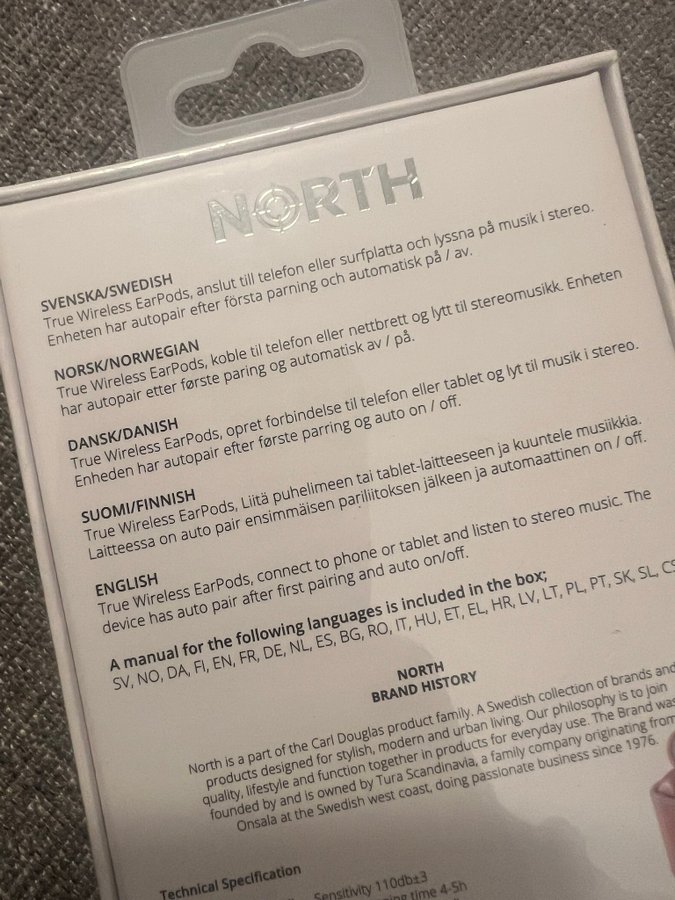 NORTH
SVENSKA/SWEDISH
True Wireless EarPods, anslut till telefon eller surfplatta och lyssna på musik i stereo.
Enheten har autopair efter första parning och automatisk på / av.
NORSK/NORWEGIAN
True Wireless EarPods, koble til telefon eller nettbrett og lytt til stereomusikk. Enheten
har autopair etter første paring og automatisk av / på.
DANSK/DANISH
True Wireless EarPods, opret forbindelse til telefon eller tablet og lyt til musik i stereo.
Enheden har autopair efter første parring og auto on / off.
SUOMI/FINNISH
True Wireless EarPods, Liitä puhelimeen tai tablet-laitteeseen ja kuuntele musiikkia.
Laitteessa on auto pair ensimmäisen pariliitoksen jälkeen ja automaattinen on / off.
ENGLISH
True Wireless EarPods, connect to phone or tablet and listen to stereo music. The
device has auto pair after first pairing and auto on/off.
A manual for the following languages is included in the box;
SV, NO, DA, FI, EN, FR, DE, NL, ES, BG, RO, IT, HU, ET, EL, HR, LV, LT, PL, PT, SK, SL, CS
NORTH
BRAND HISTORY
North is a part of the Carl Douglas product family. A Swedish collection of brands and
products designed for stylish, modern and urban living. Our philosophy is to join
quality, lifestyle and function together in products for everyday use. The Brand was
founded by and is owned by Tura Scandinavia, a family company originating from
Onsala at the Swedish west coast, doing passionate business since 1976.
Technical Specification
Sensitivity 110db±3
time 4-5h